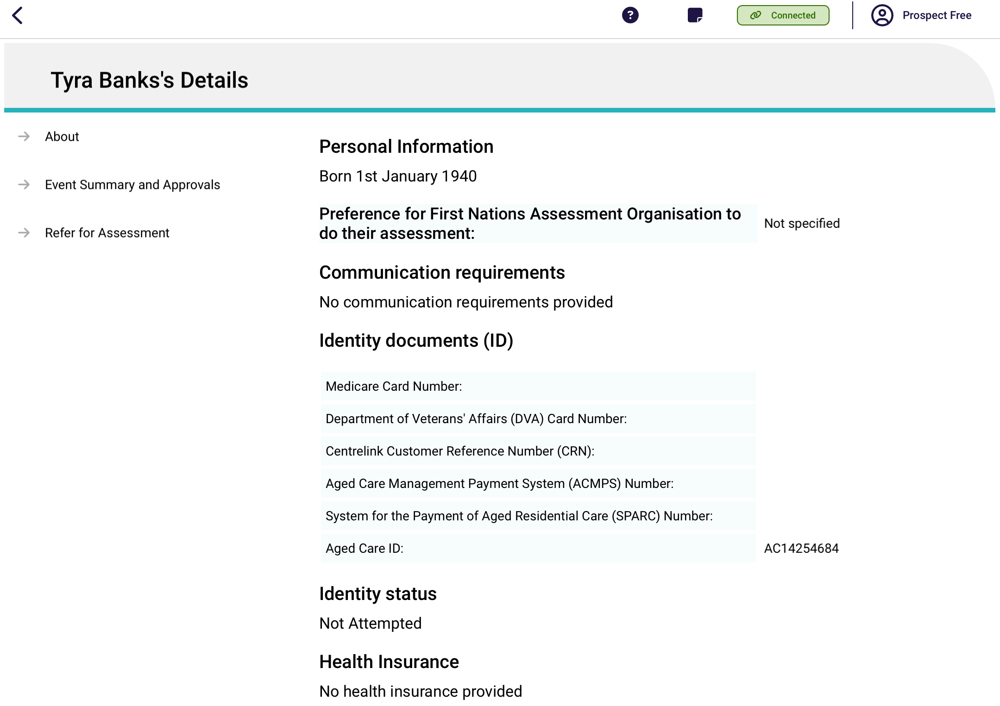 Connected
Prospect Free
Tyra Banks's Details
About
Event Summary and Approvals
Refer for Assessment
Personal Information
Born 1st January 1940
Preference for First Nations Assessment Organisation to
do their assessment:
Not specified
Communication requirements
No communication requirements provided
Identity documents (ID)
Medicare Card Number:
Department of Veterans' Affairs (DVA) Card Number:
Centrelink Customer Reference Number (CRN):
Aged Care Management Payment System (ACMPS) Number:
System for the Payment of Aged Residential Care (SPARC) Number:
Aged Care ID:
AC14254684
Identity status
Not Attempted
Health Insurance
No health insurance provided